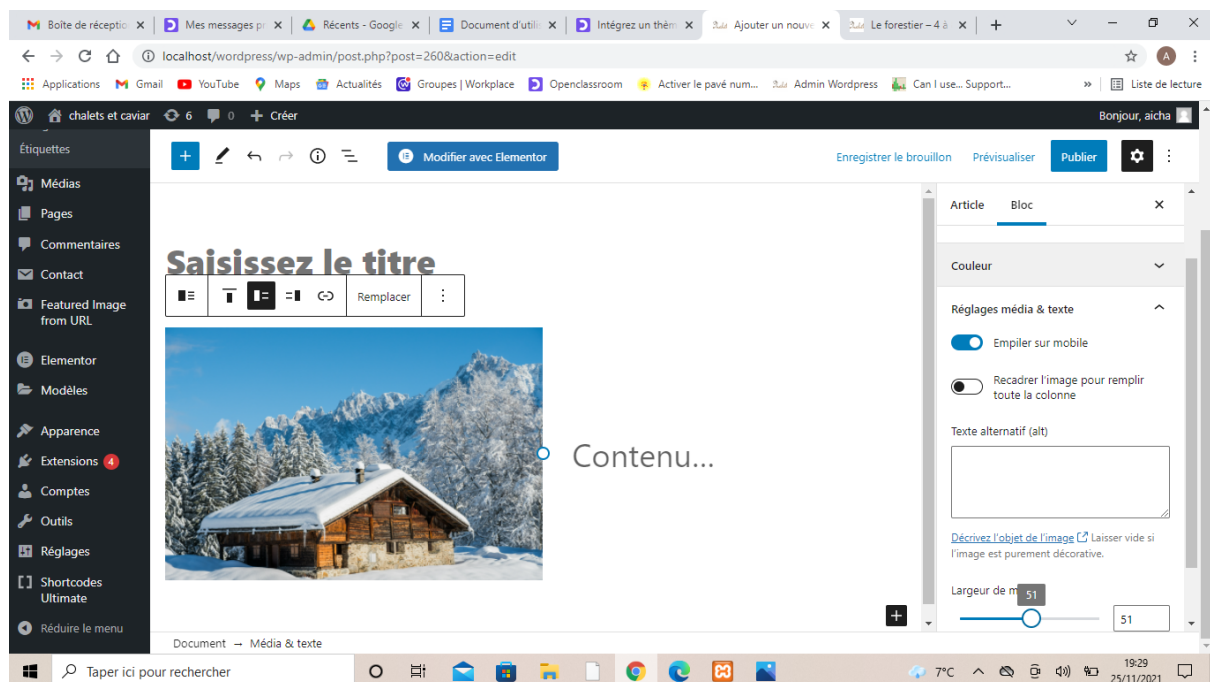 Boîte de réceptio
Mes messages pr
Récents - Google
Document d'utili
Intégrez un thèm
Ajouter un nouve
Le forestier – 4 à
localhost/wordpress/wp-admin/post.php?post=260&action=edit
A
Applications
Gmail
YouTube
Maps
Actualités
Groupes | Workplace
Openclassroom
Activer le pavé num...
Admin Wordpress
Can I use... Support...
»
Liste de lecture
chalets et caviar
6
0
Créer
Bonjour, aicha
Étiquettes
Médias
Pages
Commentaires
Contact
Featured Image
from URL
Elementor
Modèles
Apparence
Extensions 4
Comptes
Outils
Réglages
Shortcodes
Ultimate
Réduire le menu
Modifier avec Elementor
Enregistrer le brouillon
Prévisualiser
Publier
Saisissez le titre
Remplacer
Contenu...
Document → Média & texte
Article
Bloc
Couleur
Réglages média & texte
Empiler sur mobile
Recadrer l'image pour remplir
toute la colonne
Texte alternatif (alt)
Décrivez l'objet de l'image Laisser vide si
l'image est purement décorative.
Largeur de m
51
51
Taper ici pour rechercher
7°C
19:29
25/11/2021